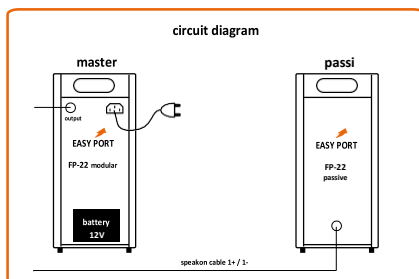 circuit diagram
master
passi
output
EASY PORT
EASY PORT
FP-22 modular
FP-22
passive
battery
12V
speakon cable 1+ / 1-